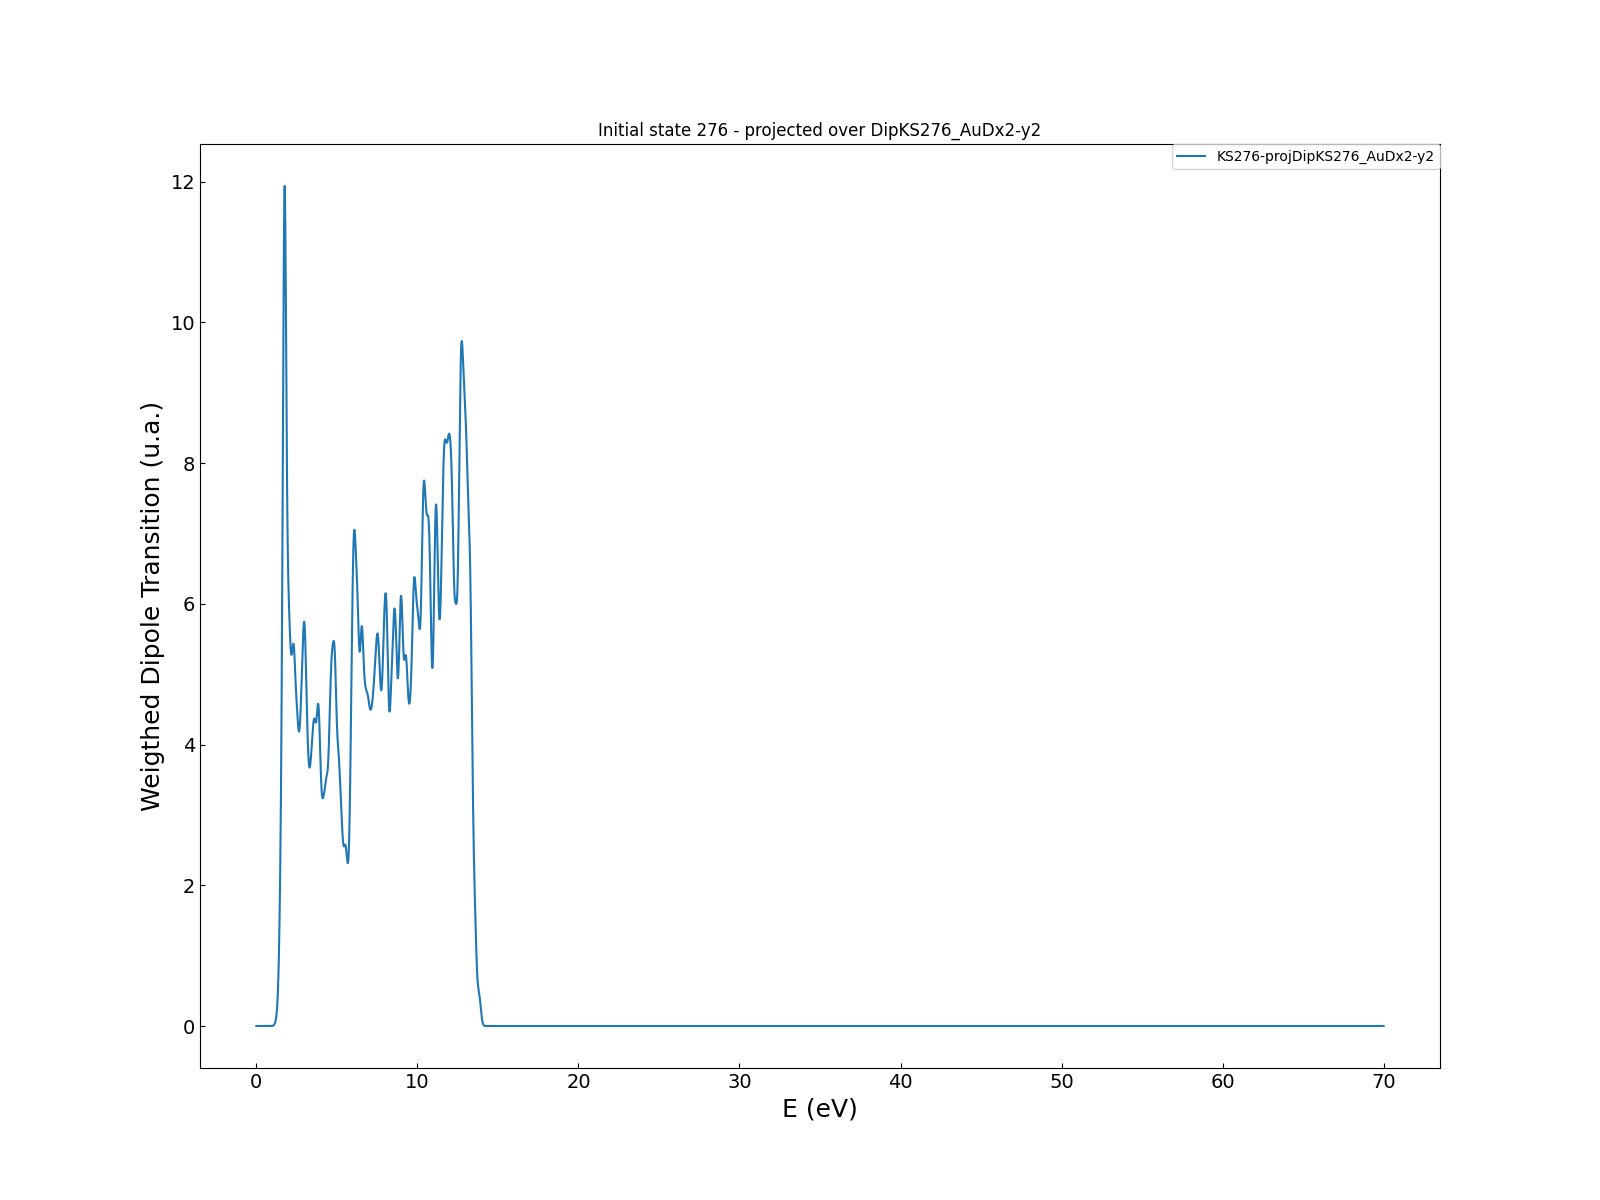 Initial state 276 - projected over DipKS276_AuDx2-y2
KS276-projDipKS276_AuDx2-y2
12
10
8
6
4
2
0
Weigthed Dipole Transition (u.a.)
0 10 20 30 40 50 60 70
E (eV)